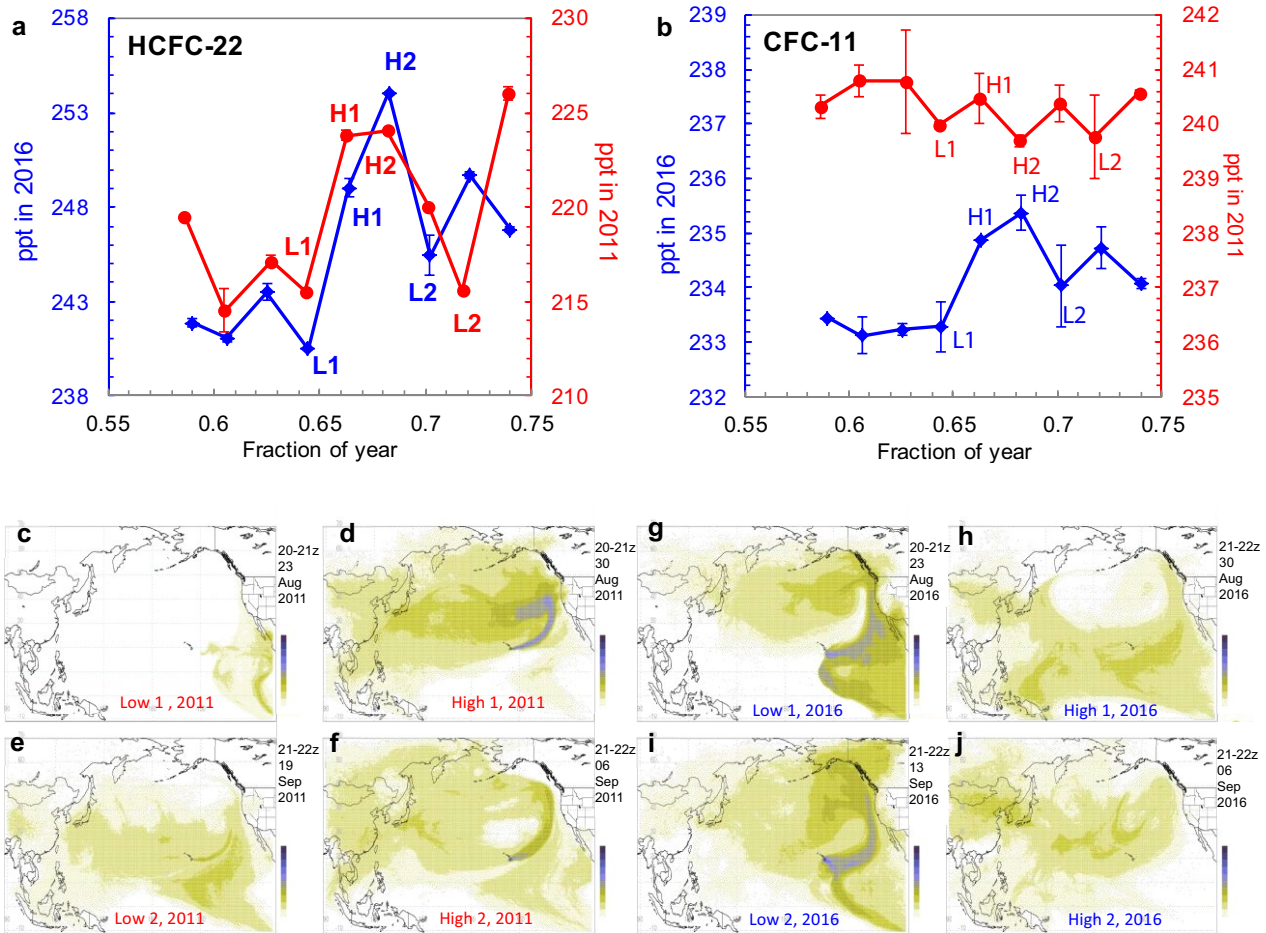 a
HCFC-22
258
253
248
243
238
ppt in 2016
230
225
220
215
210
ppt in 2011
H2
H1
H2
H1
L1
L1
L2
L2
0.55
0.6
0.65
0.7
0.75
Fraction of year
b
CFC-11
239
238
237
236
235
234
233
232
ppt in 2016
242
241
240
239
238
237
236
235
ppt in 2011
H1
L1
H2
L2
H1
H2
L1
L2
0.55
0.6
0.65
0.7
0.75
Fraction of year
c
20-21z
23
Aug
2011
Low 1 , 2011
d
20-21z
30
Aug
2011
High 1, 2011
g
20-21z
23
Aug
2016
Low 1, 2016
h
21-22z
30
Aug
2016
High 1, 2016
e
21-22z
19
Sep
2011
Low 2, 2011
f
21-22z
06
Sep
2011
High 2, 2011
i
21-22z
13
Sep
2016
Low 2, 2016
j
21-22z
06
Sep
2016
High 2, 2016